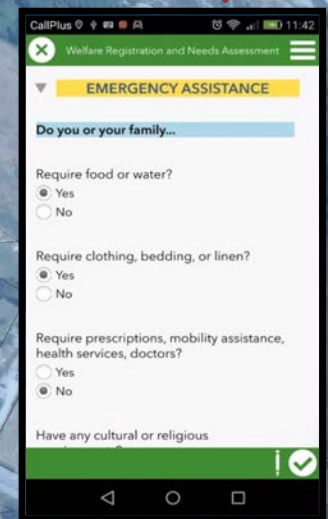 CallPlus 11:42
Welfare Registration and Needs Assessment
EMERGENCY ASSISTANCE
Do you or your family...
Require food or water?
Yes
No
Require clothing, bedding, or linen?
Yes
No
Require prescriptions, mobility assistance,
health services, doctors?
Yes
No
Have any cultural or religious